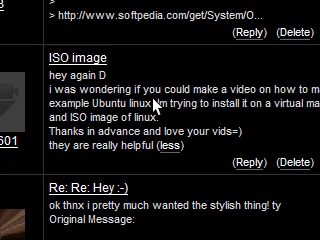 >
> http://www.softpedia.com/get/System/O...
(Reply) (Delete)
ISO image
hey again D
i was wondering if you could make a video on how to ma
example Ubuntu linux im trying to install it on a virtual ma
and ISO image of linux.
Thanks in advance and love your vids=)
601
they are really helpful (less)
(Reply) (Delete)
Re: Re: Hey :-)
ok thnx i pretty much wanted the stylish thing! ty
Original Message: